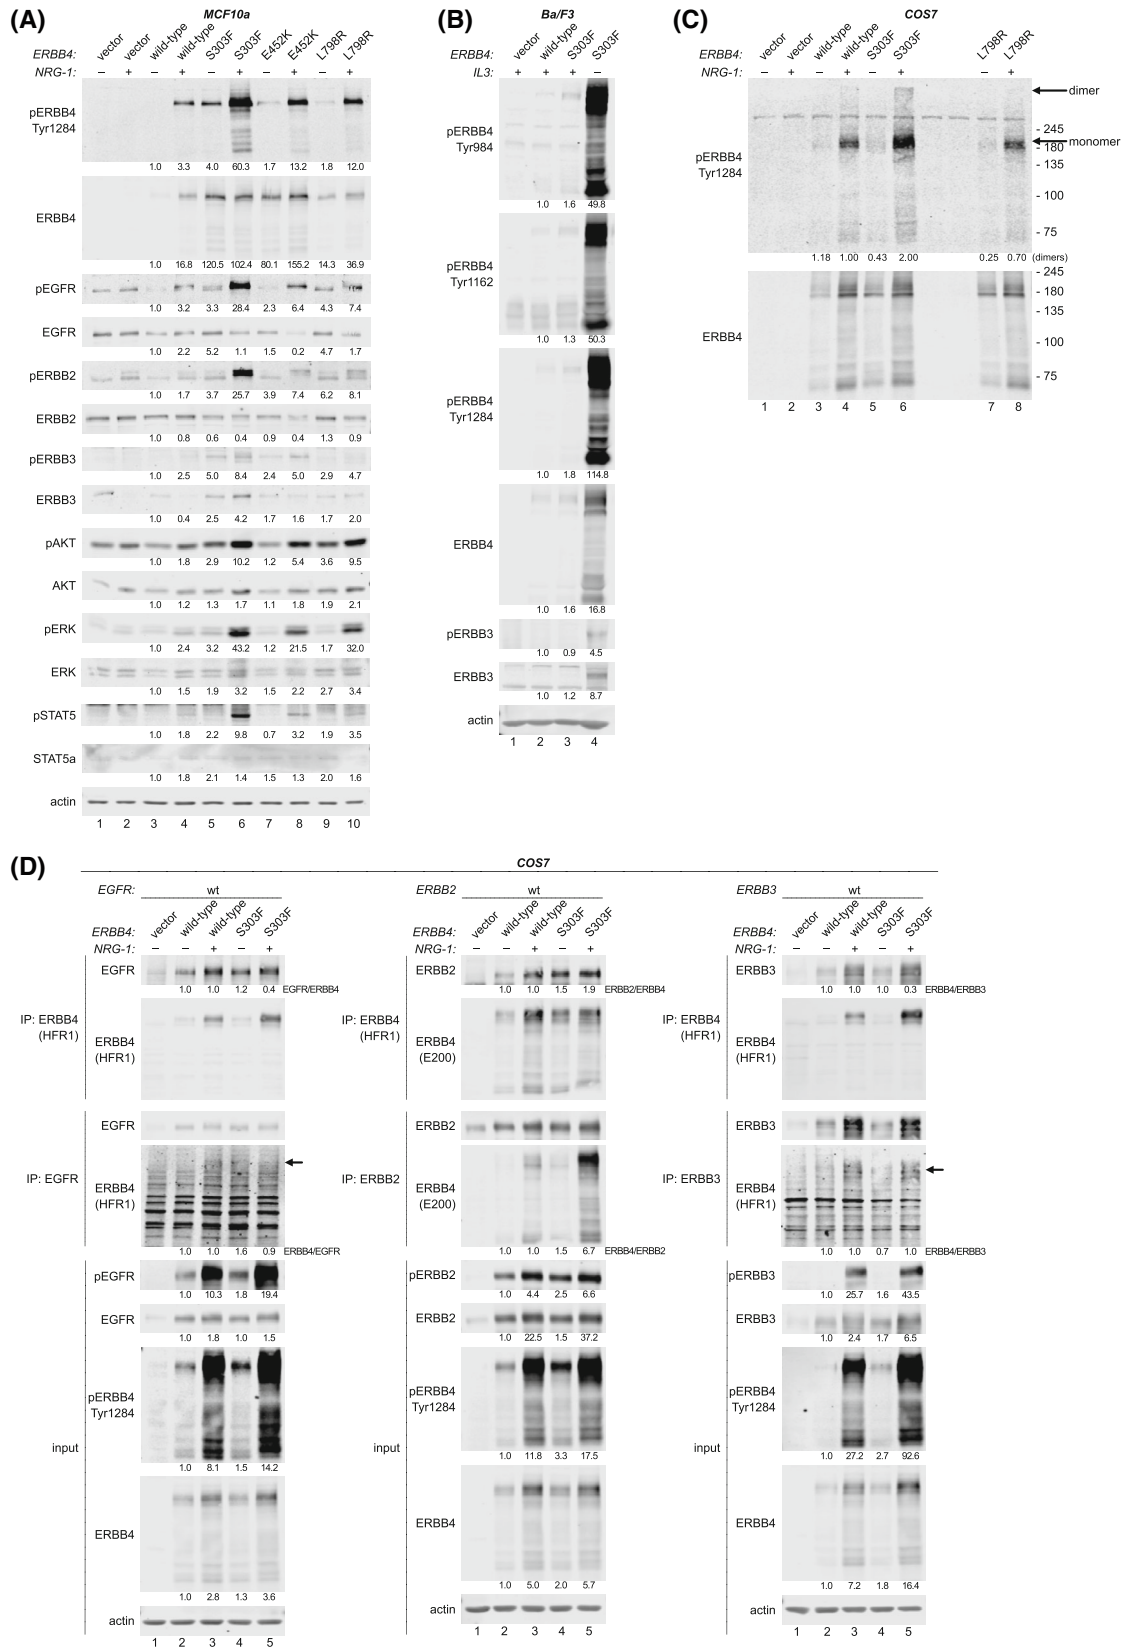 (A)
MCF10a
ERBB4: vector vector wild-type wild-type S303F S303F E452K E452K L798R L798R
NRG-1: – + – + – + – + – +
pERBB4
Tyr1284
1.0 3.3 4.0 60.3 1.7 13.2 1.8 12.0
ERBB4
1.0 16.8 120.5 102.4 80.1 155.2 14.3 36.9
pEGFR
1.0 3.2 3.3 28.4 2.3 6.4 4.3 7.4
EGFR
1.0 2.2 5.2 1.1 1.5 0.2 4.7 1.7
pERBB2
1.0 1.7 3.7 25.7 3.9 7.4 6.2 8.1
ERBB2
1.0 0.8 0.6 0.4 0.9 0.4 1.3 0.9
pERBB3
1.0 2.5 5.0 8.4 2.4 5.0 2.9 4.7
ERBB3
1.0 0.4 2.5 4.2 1.7 1.6 1.7 2.0
pAKT
1.0 1.8 2.9 10.2 1.2 5.4 3.6 9.5
AKT
1.0 1.2 1.3 1.7 1.1 1.8 1.9 2.1
pERK
1.0 2.4 3.2 43.2 1.2 21.5 1.7 32.0
ERK
1.0 1.5 1.9 3.2 1.5 2.2 2.7 3.4
pSTAT5
1.0 1.8 2.2 9.8 0.7 3.2 1.9 3.5
STAT5a
1.0 1.8 2.1 1.4 1.5 1.3 2.0 1.6
actin
1 2 3 4 5 6 7 8 9 10
(B)
Ba/F3
ERBB4: vector wild-type S303F S303F
IL3: + + + –
pERBB4
Tyr984
1.0 1.6 49.8
pERBB4
Tyr1162
1.0 1.3 50.3
pERBB4
Tyr1284
1.0 1.8 114.8
ERBB4
1.0 1.6 16.8
pERBB3
1.0 0.9 4.5
ERBB3
1.0 1.2 8.7
actin
1 2 3 4
(C)
COS7
ERBB4: vector vector wild-type wild-type S303F S303F L798R L798R
NRG-1: – + – + – + – +
dimer
- 245
monomer
- 180
pERBB4
Tyr1284
- 135
- 100
- 75
1.18 1.00 0.43 2.00 0.25 0.70 (dimers)
- 245
- 180
- 135
ERBB4
- 100
- 75
1 2 3 4 5 6 7 8
(D)
COS7
EGFR: wt
ERBB4: vector wild-type wild-type S303F S303F
NRG-1: – – + – +
EGFR
1.0 1.0 1.2 0.4 EGFR/ERBB4
IP: ERBB4
(HFR1)
ERBB4
(HFR1)
EGFR
IP: EGFR
ERBB4
(HFR1)
1.0 1.0 1.6 0.9 ERBB4/EGFR
pEGFR
1.0 10.3 1.8 19.4
EGFR
1.0 1.8 1.0 1.5
pERBB4
Tyr1284
input
1.0 8.1 1.5 14.2
ERBB4
1.0 2.8 1.3 3.6
actin
1 2 3 4 5
ERBB2: wt
ERBB4: vector wild-type wild-type S303F S303F
NRG-1: – – + – +
ERBB2
1.0 1.0 1.5 1.9 ERBB2/ERBB4
IP: ERBB4
(HFR1)
ERBB4
(E200)
ERBB2
IP: ERBB2
ERBB4
(E200)
1.0 1.0 1.5 6.7 ERBB4/ERBB2
pERBB2
1.0 4.4 2.5 6.6
ERBB2
1.0 22.5 1.5 37.2
pERBB4
Tyr1284
input
1.0 11.8 3.3 17.5
ERBB4
1.0 5.0 2.0 5.7
actin
1 2 3 4 5
ERBB3: wt
ERBB4: vector wild-type wild-type S303F S303F
NRG-1: – – + – +
ERBB3
1.0 1.0 1.0 0.3 ERBB4/ERBB3
IP: ERBB4
(HFR1)
ERBB4
(HFR1)
ERBB3
IP: ERBB3
ERBB4
(HFR1)
1.0 1.0 0.7 1.0 ERBB4/ERBB3
pERBB3
1.0 25.7 1.6 43.5
ERBB3
1.0 2.4 1.7 6.5
pERBB4
Tyr1284
input
1.0 27.2 2.7 92.6
ERBB4
1.0 7.2 1.8 16.4
actin
1 2 3 4 5